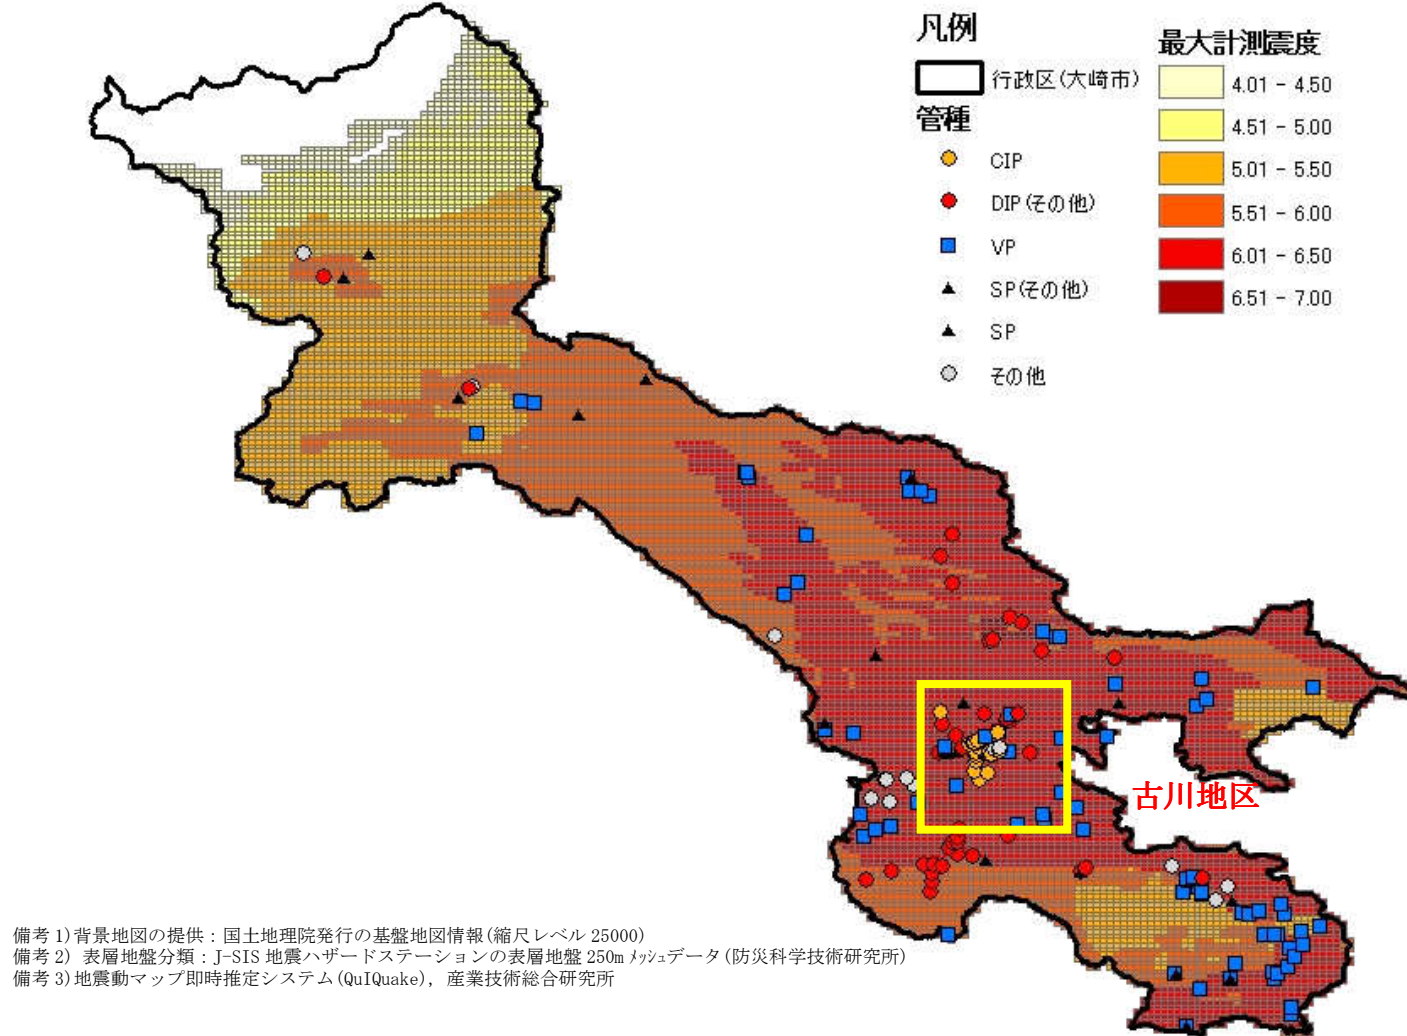 凡例
行政区(大崎市)
管種
CIP
DIP(その他)
VP
SP(その他)
SP
その他
最大計測震度
4.01 - 4.50
4.51 - 5.00
5.01 - 5.50
5.51 - 6.00
6.01 - 6.50
6.51 - 7.00
古川地区
備考 1)背景地図の提供：国土地理院発行の基盤地図情報(縮尺レベル 25000)
備考 2) 表層地盤分類：J-SIS 地震ハザードステーションの表層地盤 250m メッシュデータ(防災科学技術研究所)
備考 3)地震動マップ即時推定システム(QuIQuake)，産業技術総合研究所